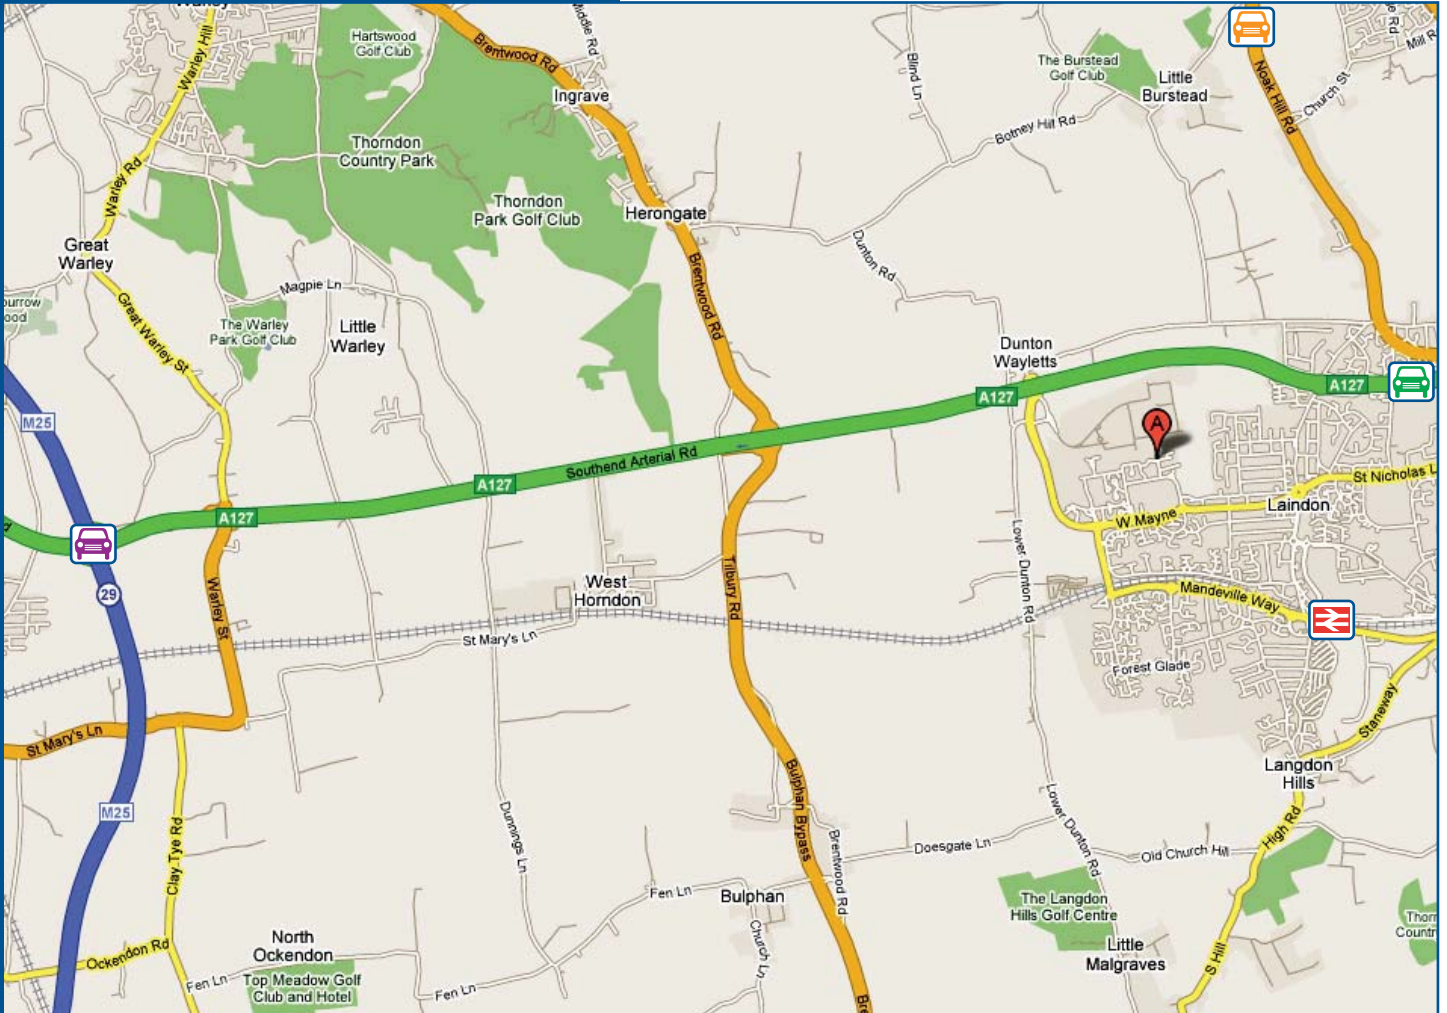 Warley
Warley Hill
Hartswood
Golf Club
Brentwood Rd
Middle Rd
Ingrave
Blind Ln
The Burstead
Golf Club
Little
Burstead
Noak Hill Rd
Church St
Mill R
Botney Hill Rd
Thorndon
Country Park
Warley Rd
Thorndon
Park Golf Club
Herongate
Great
Warley
Dunton Rd
Brentwood Rd
Magpie Ln
Great Warley St
The Warley
Park Golf Club
Little
Warley
Dunton
Wayletts
A127
A127
M25
A
Southend Arterial Rd
A127
A127
St Nicholas L
Laindon
W Mayne
Lower Dunton Rd
29
Warley St
West
Horndon
Tilbury Rd
Mandeville Way
St Mary's Ln
Forest Glade
St Mary's Ln
Staneway
Langdon
Hills
M25
Clay Tye Rd
Dunnings Ln
Bulphan Bypass
Brentwood Rd
Doesgate Ln
Lower Dunton Rd
Old Church Hill
High Rd
Fen Ln
Bulphan
The Langdon
Hills Golf Centre
Thorn
Countr
Church Ln
Little
Malgraves
S Hill
Ockendon Rd
North
Ockendon
Top Meadow Golf
Club and Hotel
Fen Ln
Fen Ln
Bre